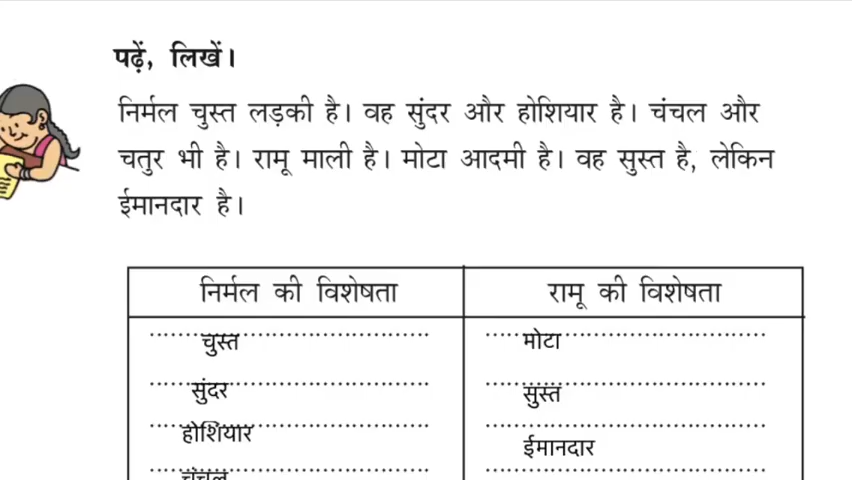 पढ़ें, लिखें।
निर्मल चुस्त लड़की है। वह सुंदर और होशियार है। चंचल और
चतुर भी है। रामू माली है। मोटा आदमी है। वह सुस्त है, लेकिन
ईमानदार है।
निर्मल की विशेषता रामू की विशेषता
चुस्त मोटा
सुंदर सुस्त
होशियार ईमानदार
चंचल